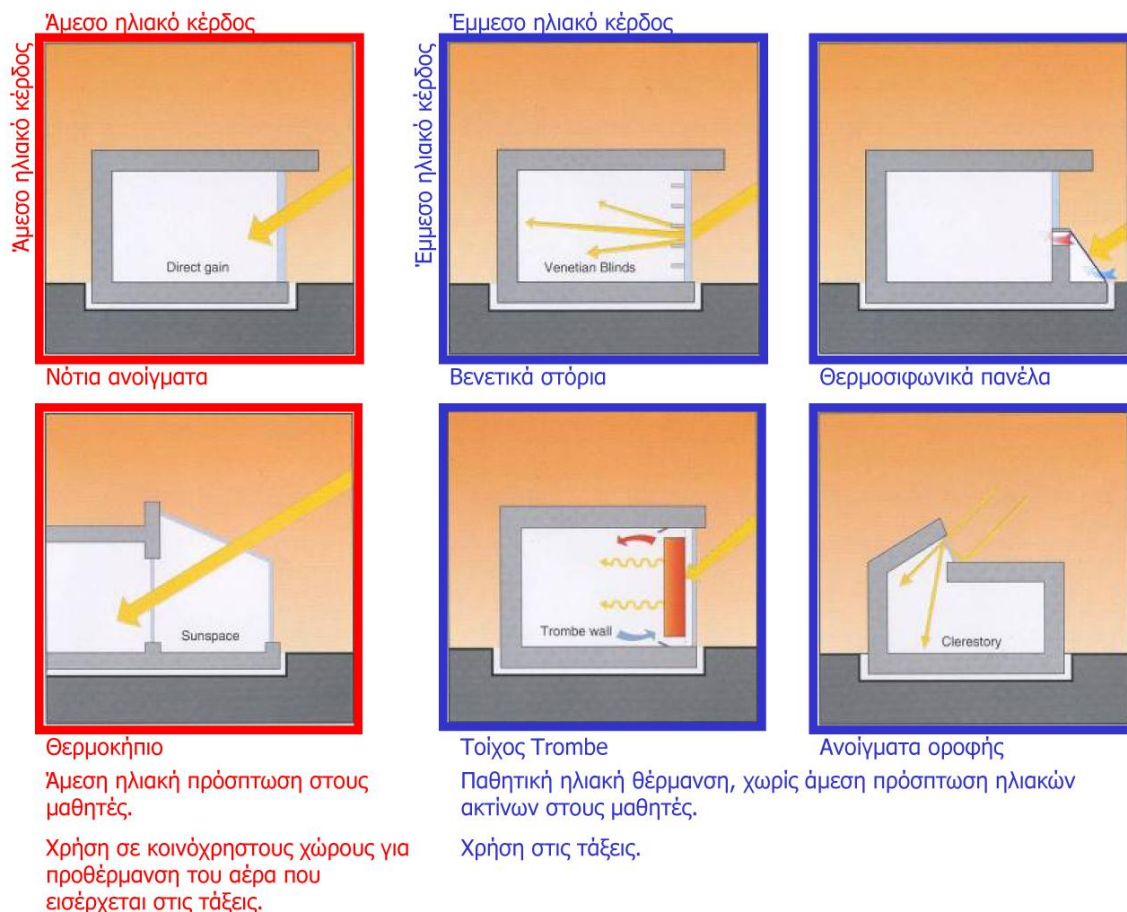 Άμεσο ηλιακό κέρδος
Έμμεσο ηλιακό κέρδος
Άμεσο ηλιακό κέρδος
Έμμεσο ηλιακό κέρδος
Direct gain
Venetian Blinds
Νότια ανοίγματα
Βενετικά στόρια
Θερμοσιφωνικά πανέλα
Sunspace
Trombe wall
Clerestory
Θερμοκήπιο
Τοίχος Trombe
Ανοίγματα οροφής
Άμεση ηλιακή πρόσπτωση στους
μαθητές.
Χρήση σε κοινόχρηστους χώρους για
προθέρμανση του αέρα που
εισέρχεται στις τάξεις.
Παθητική ηλιακή θέρμανση, χωρίς άμεση πρόσπτωση ηλιακών
ακτίνων στους μαθητές.
Χρήση στις τάξεις.